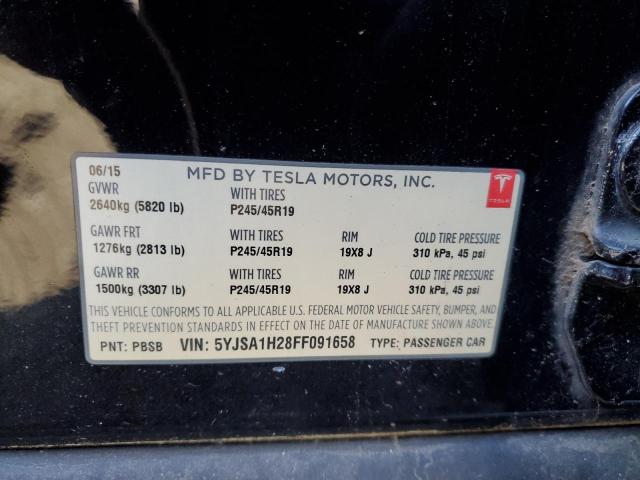 06/15 MFD BY TESLA MOTORS, INC.
GVWR WITH TIRES
2640kg (5820 lb) P245/45R19
TESLA
GAWR FRT WITH TIRES RIM COLD TIRE PRESSURE
1276kg (2813 lb) P245/45R19 19X8 J 310 kPa, 45 psi
GAWR RR WITH TIRES RIM COLD TIRE PRESSURE
1500kg (3307 lb) P245/45R19 19X8 J 310 kPa, 45 psi
THIS VEHICLE CONFORMS TO ALL APPLICABLE U.S. FEDERAL MOTOR VEHICLE SAFETY, BUMPER, AND
THEFT PREVENTION STANDARDS IN EFFECT ON THE DATE OF MANUFACTURE SHOWN ABOVE.
PNT: PBSB VIN: 5YJSA1H28FF091658 TYPE: PASSENGER CAR